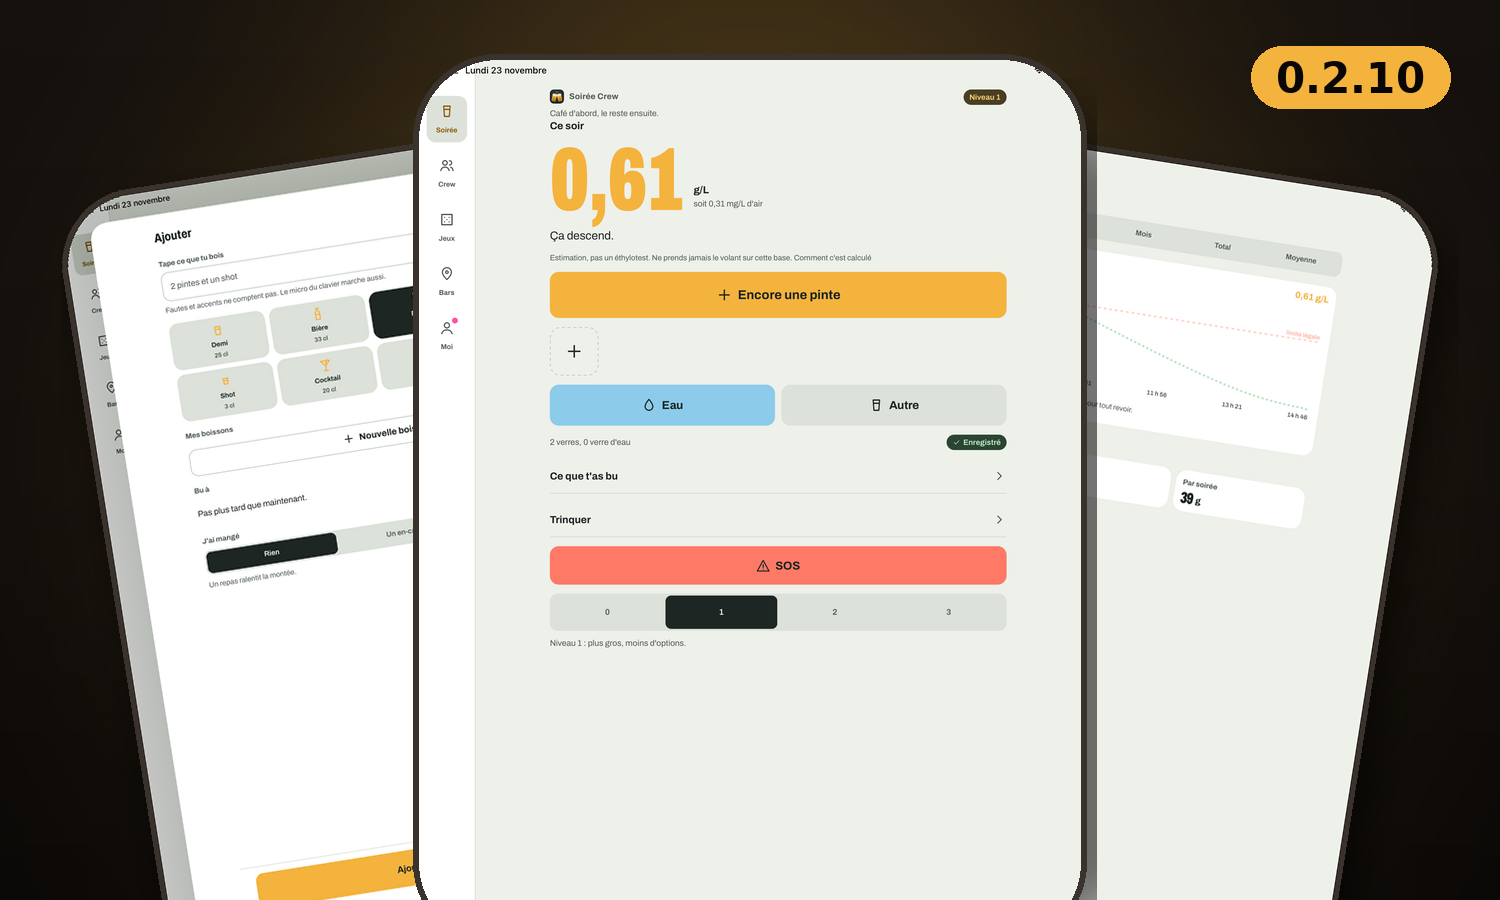 0.2.10
Lundi 23 novembre
Ajouter
Tape ce que tu bois
2 pintes et un shot
Fautes et accents ne comptent pas. Le micro du clavier marche aussi.
Demi
25 cl
Bière
33 cl
Shot
3 cl
Cocktail
20 cl
Mes boissons
Nouvelle
Bu à
Pas plus tard que maintenant.
J'ai mangé
Rien
Un repas ralentit la montée.
Lundi 23 novembre
Soirée
Crew
Jeux
Bars
Moi
Soirée Crew
Niveau 1
Café d'abord, le reste ensuite.
Ce soir
0,61 g/L
soit 0,31 mg/L d'air
Ça descend.
Estimation, pas un éthylotest. Ne prends jamais le volant sur cette base. Comment c'est calculé
+ Encore une pinte
+
Eau
Autre
2 verres, 0 verre d'eau
Enregistré
Ce que t'as bu
Trinquer
SOS
0 1 2 3
Niveau 1 : plus gros, moins d'options.
Mois
Total
Moyenne
0,61 g/L
limite légale
11 h 56
13 h 21
14 h 46
pour tout revoir.
Par soirée
39 g